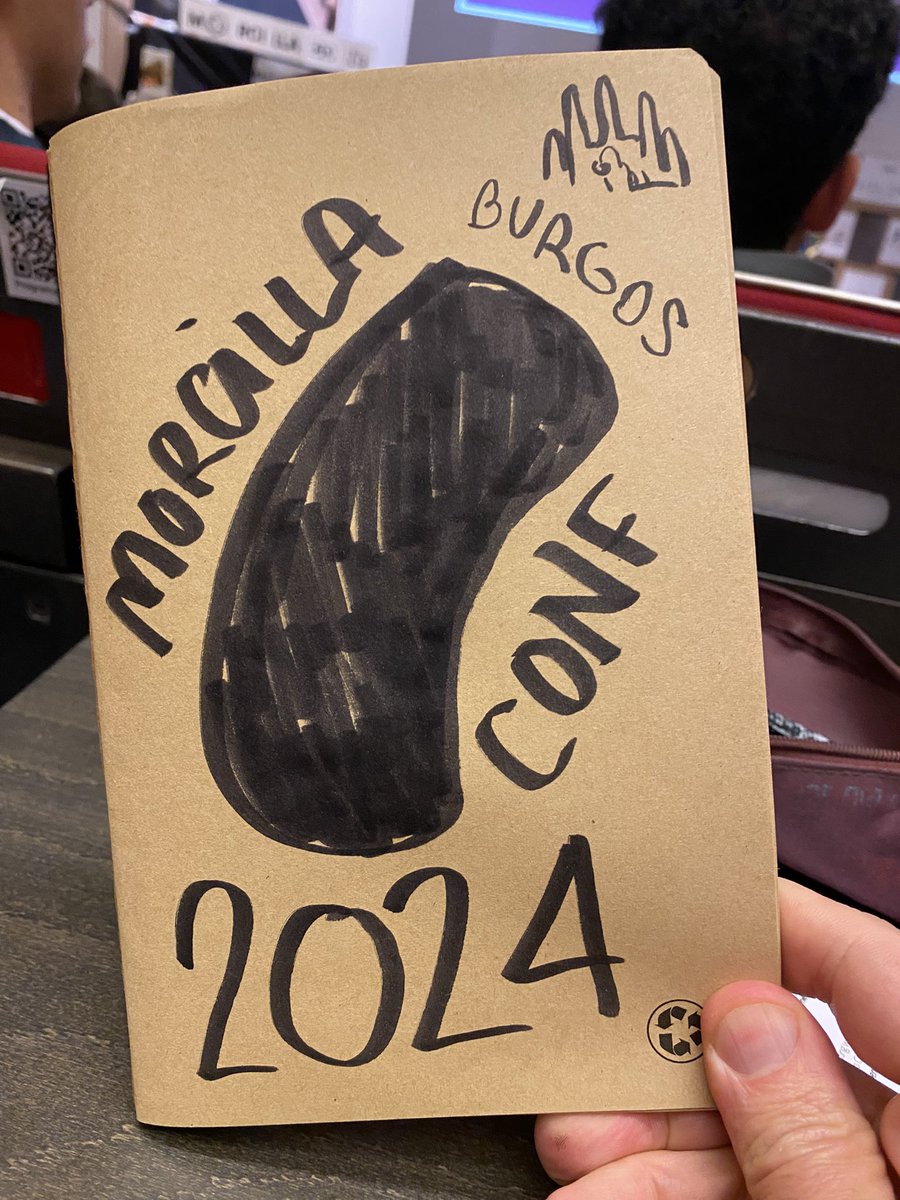 BURGOS
MORCILLA
CONF
2024